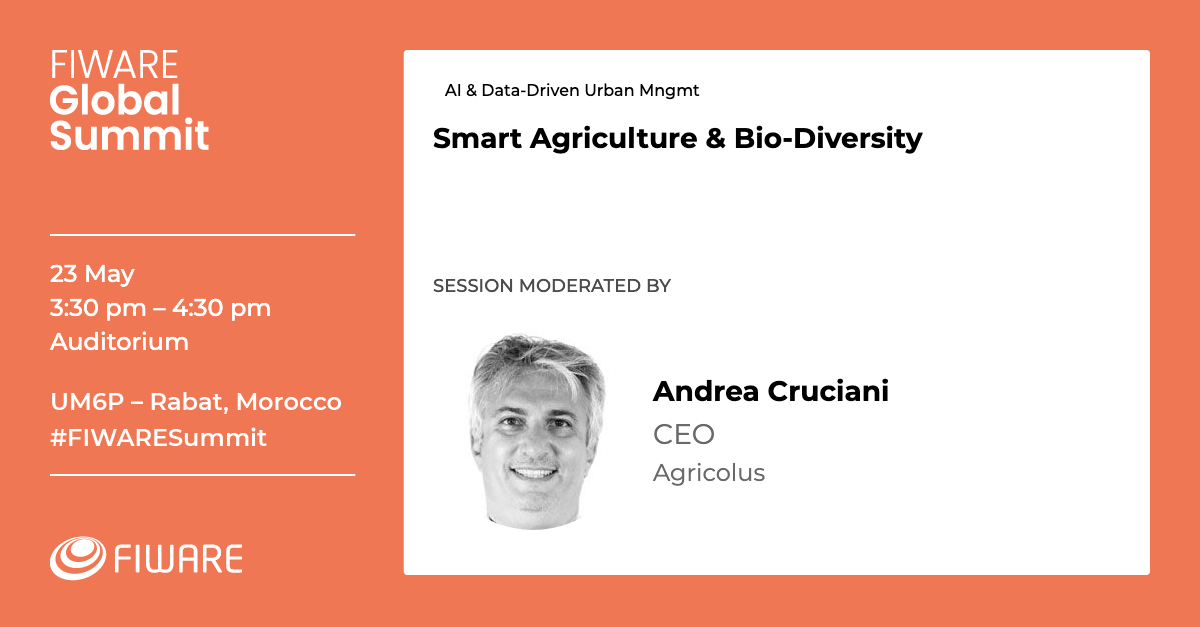 FIWARE
Global
Summit
23 May
3:30 pm – 4:30 pm
Auditorium
UM6P – Rabat, Morocco
#FIWARESummit
FIWARE
AI & Data-Driven Urban Mngmt
Smart Agriculture & Bio-Diversity
SESSION MODERATED BY
Andrea Cruciani
CEO
Agricolus